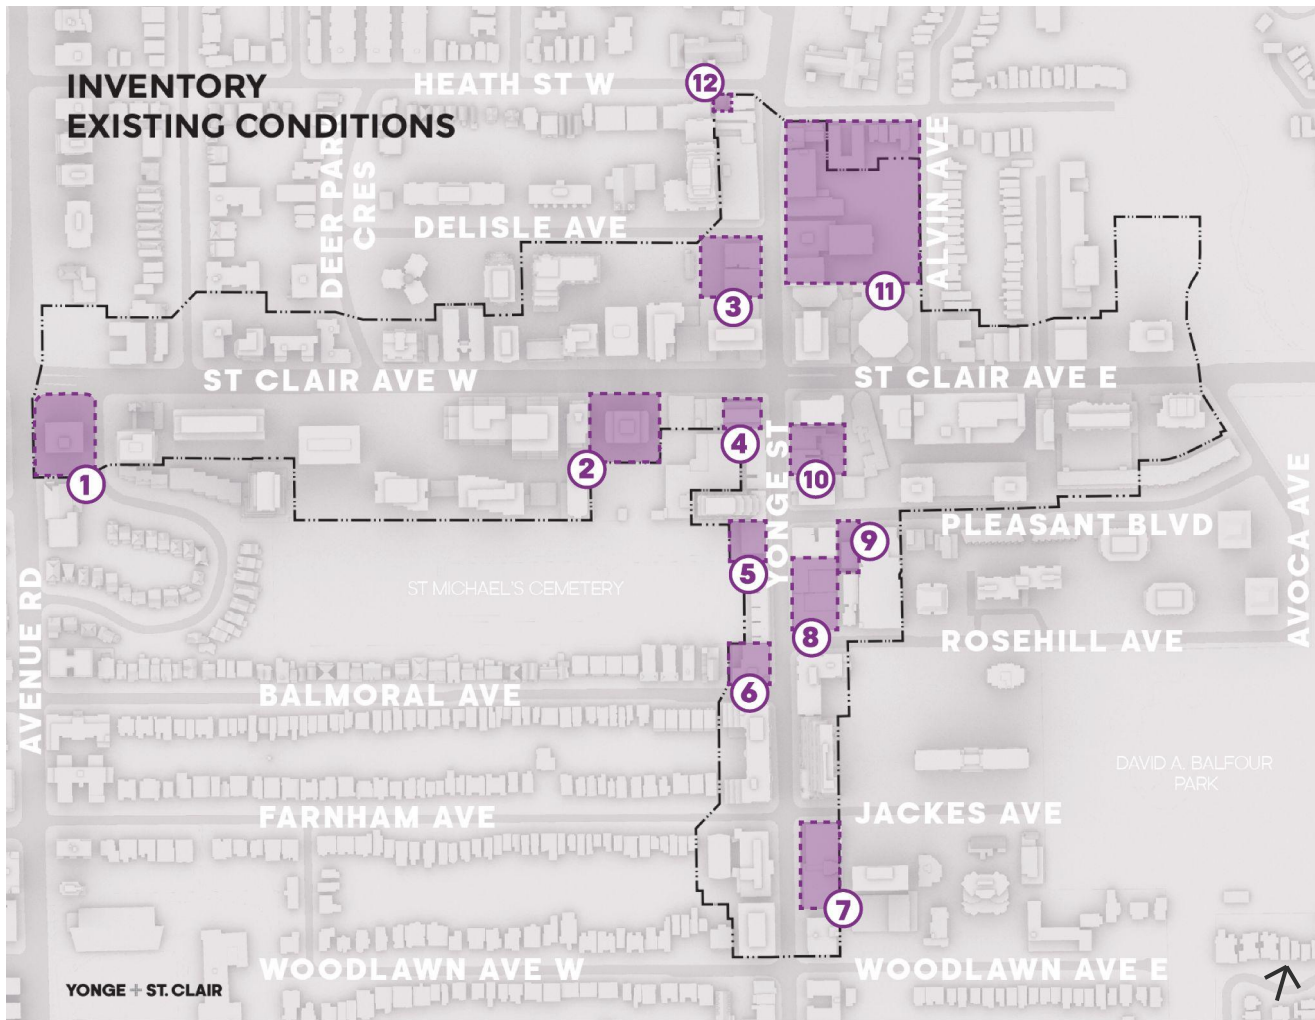 INVENTORY
EXISTING CONDITIONS
HEATH ST W
12
DEER PARK
CRES
DELISLE AVE
ALVIN AVE
3
11
ST CLAIR AVE W
ST CLAIR AVE E
1
2
4
YONGE ST
10
PLEASANT BLVD
AVOCA AVE
9
5
ST MICHAEL'S CEMETERY
AVENUE RD
8
ROSEHILL AVE
BALMORAL AVE
6
DAVID A. BALFOUR
PARK
FARNHAM AVE
JACKES AVE
7
WOODLAWN AVE W
WOODLAWN AVE E
YONGE + ST. CLAIR